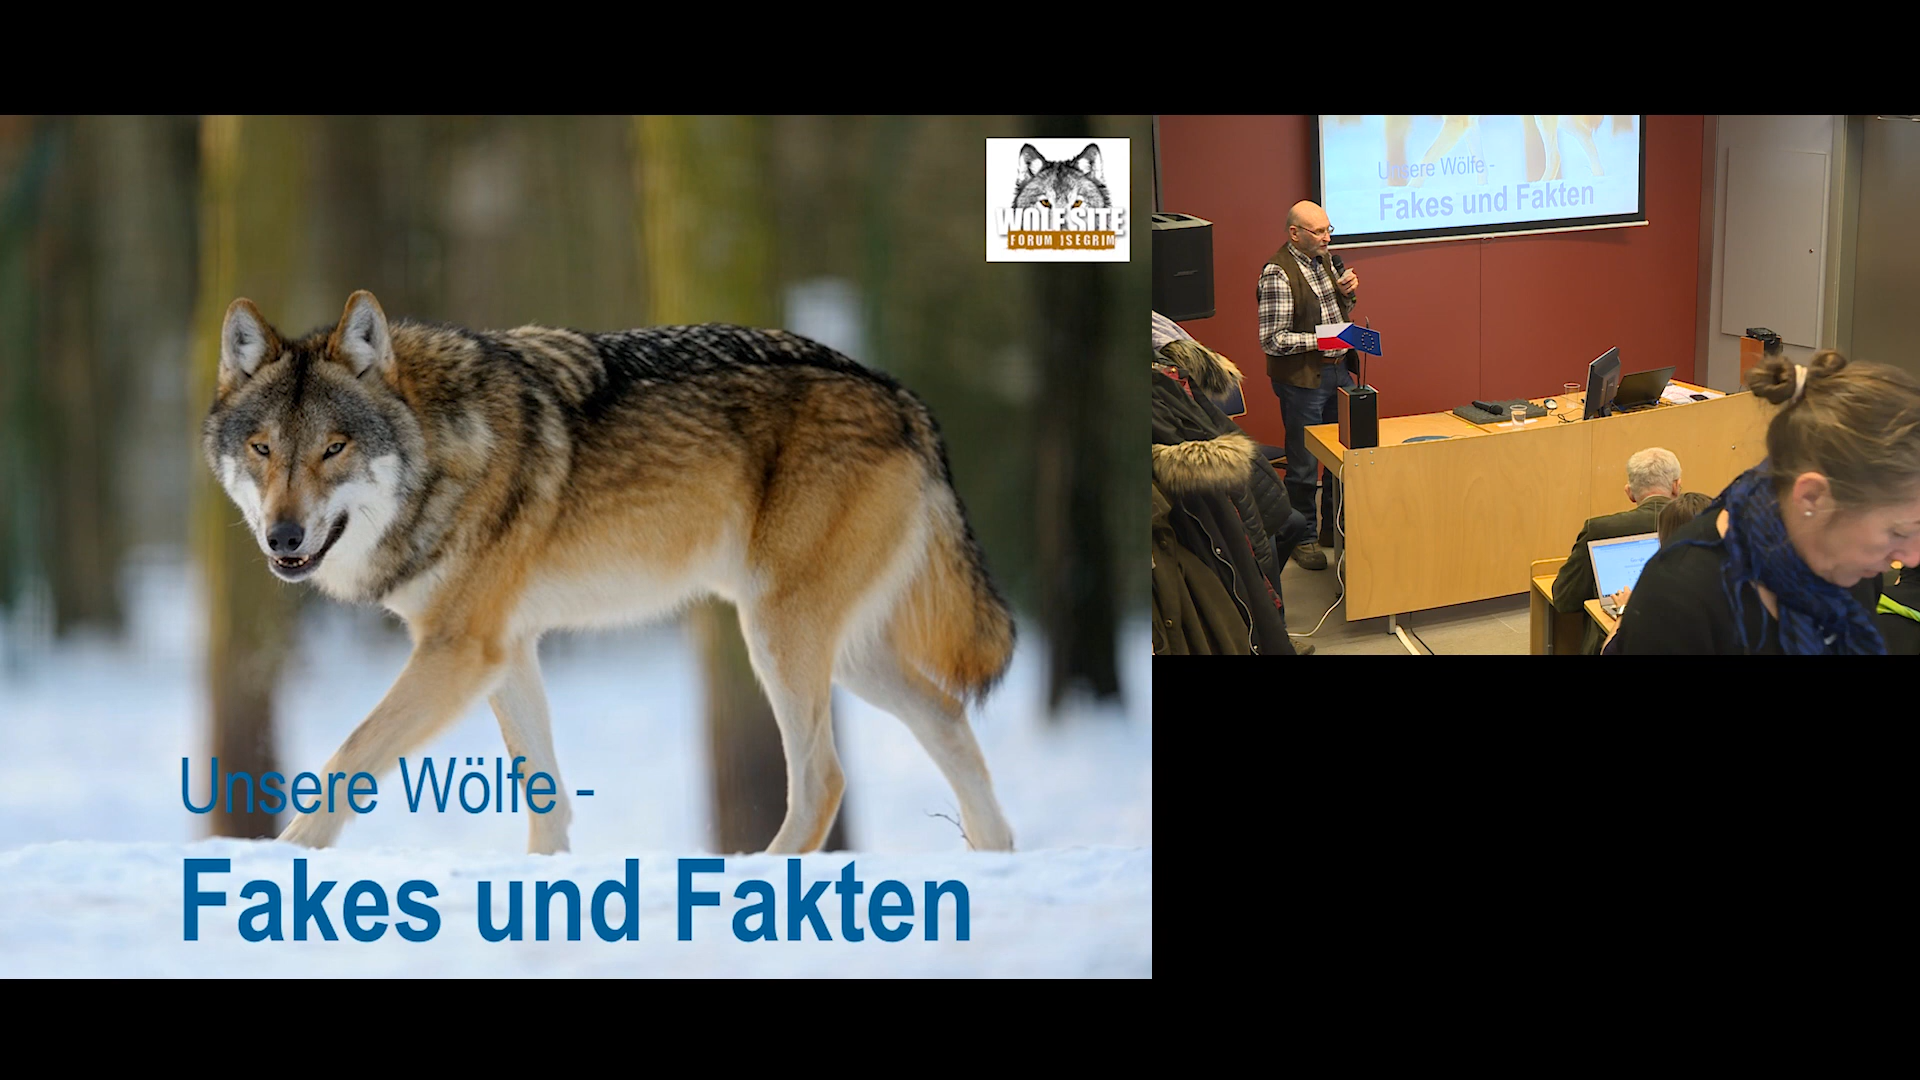 WOLFSITE
FORUM ISEGRIM
Unsere Wölfe -
Fakes und Fakten
Unsere Wölfe -
Fakes und Fakten